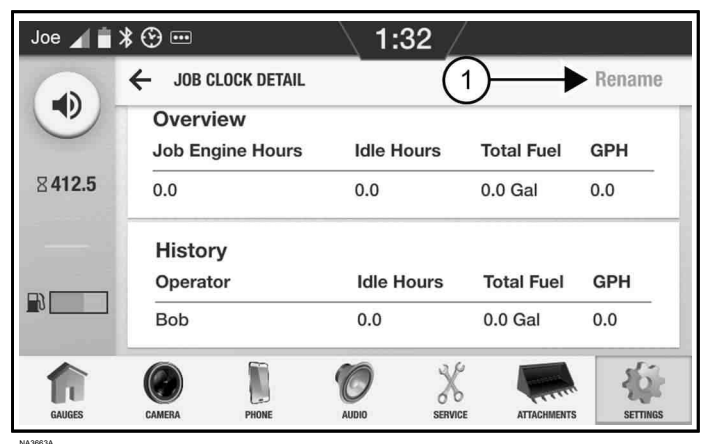 Joe 1:32
JOB CLOCK DETAIL 1 Rename
Overview
Job Engine Hours Idle Hours Total Fuel GPH
0.0 0.0 0.0 Gal 0.0
412.5
History
Operator Idle Hours Total Fuel GPH
Bob 0.0 0.0 Gal 0.0
GAUGES CAMERA PHONE AUDIO SERVICE ATTACHMENTS SETTINGS
NA3663A